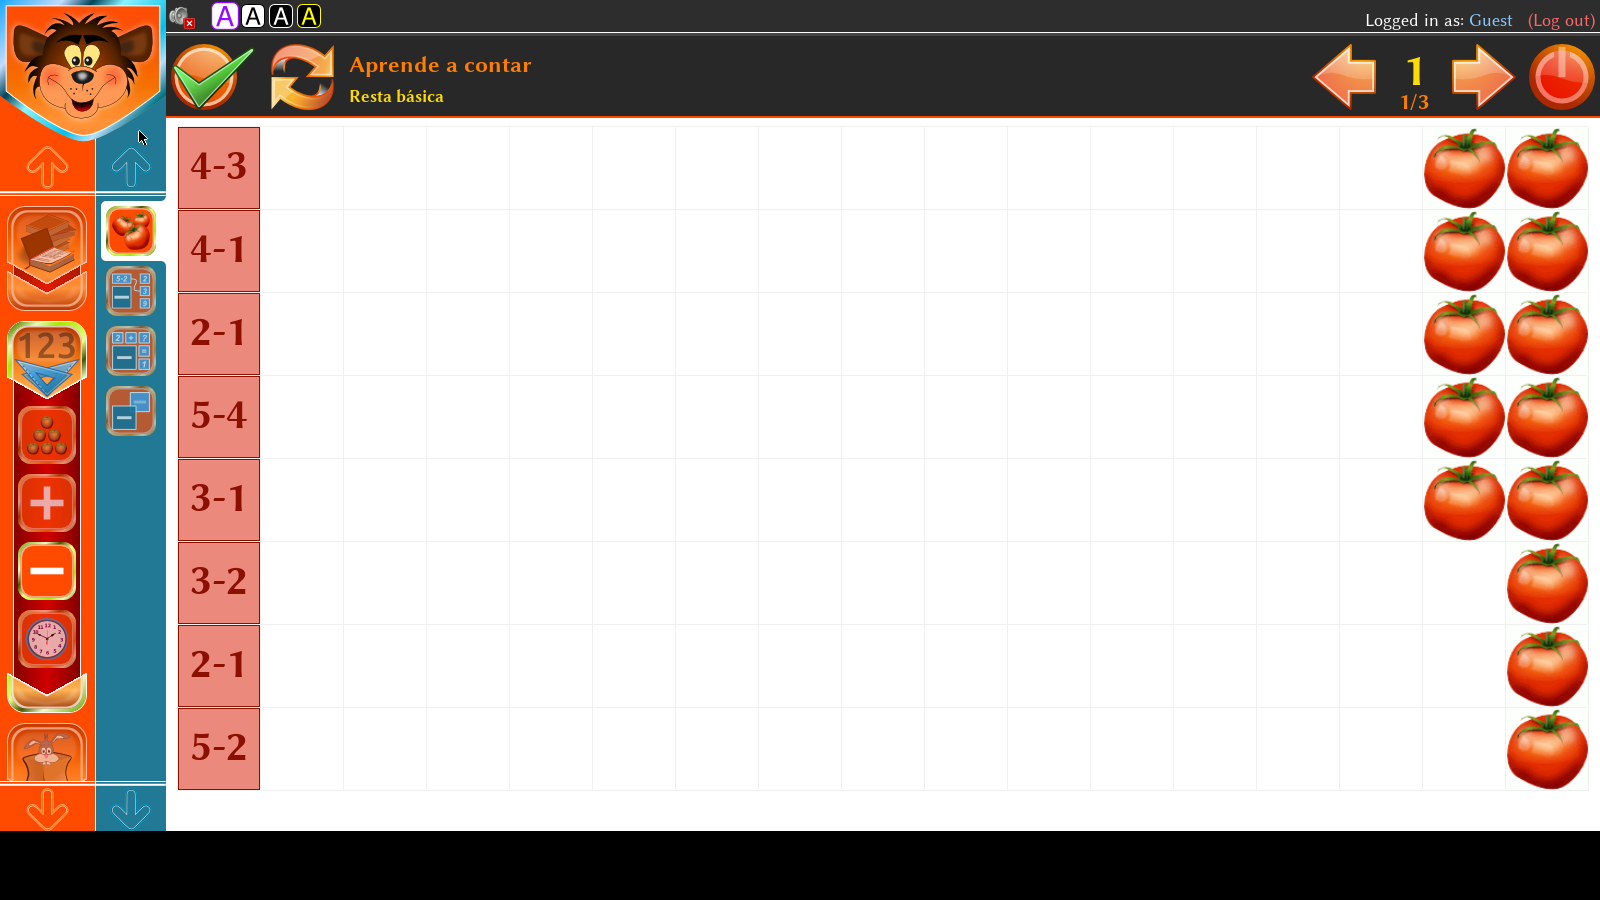 A A A A
Logged in as: Guest (Log out)
Aprende a contar
Resta básica
1
1/3
123
4-3
4-1
2-1
5-4
3-1
3-2
2-1
5-2